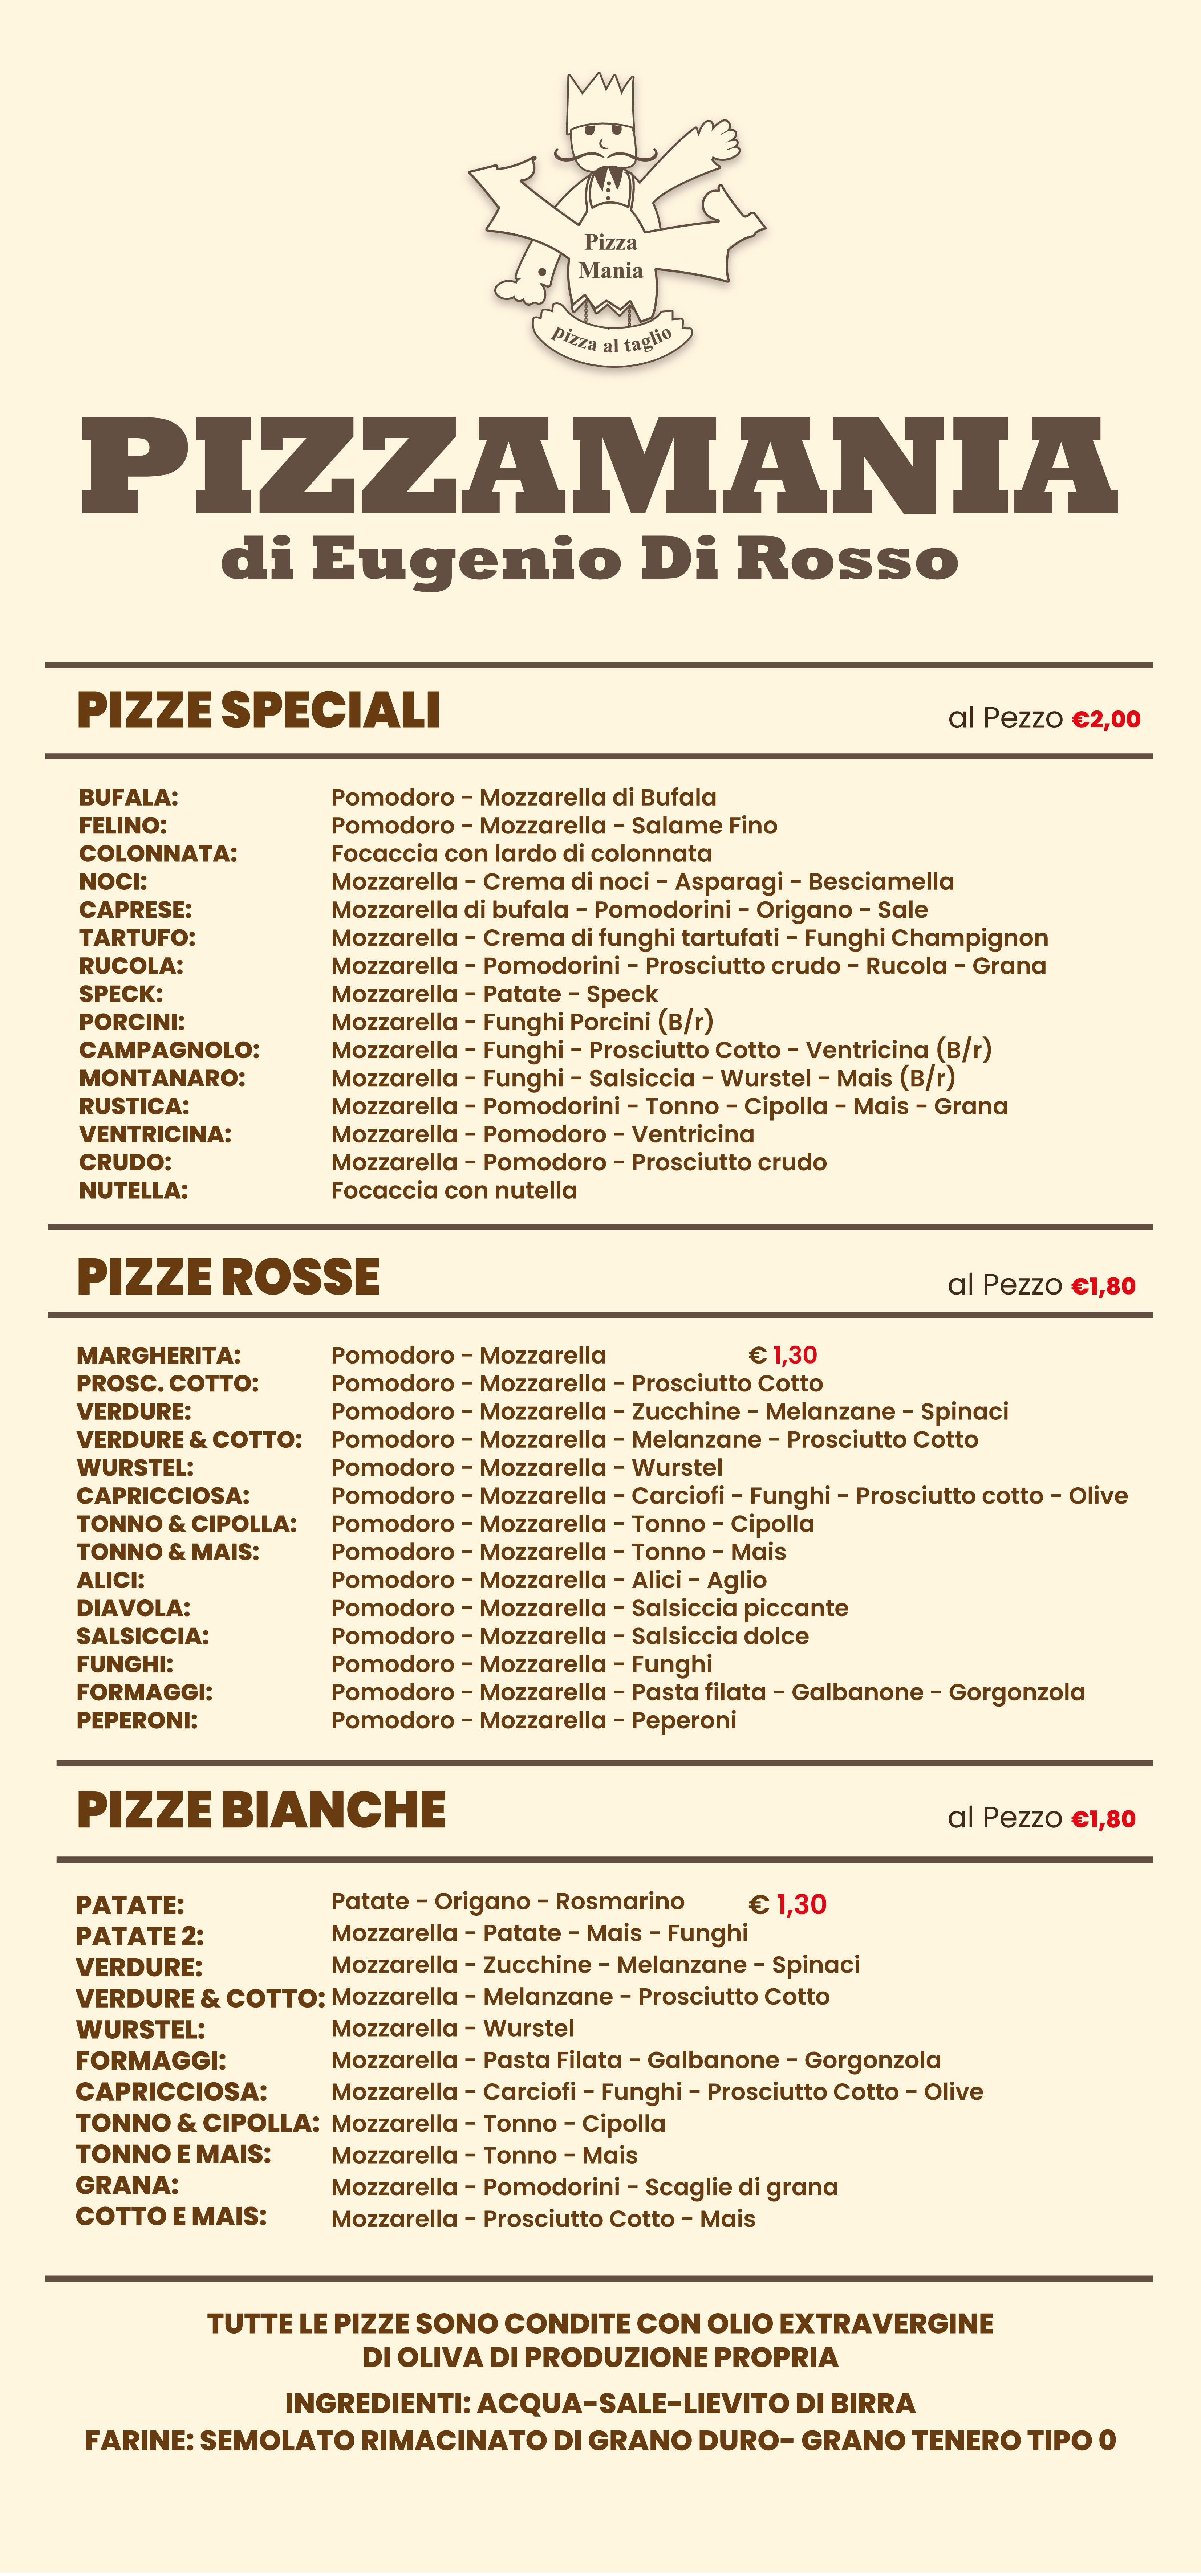 Pizza
Mania
pizza al taglio
PIZZAMANIA
di Eugenio Di Rosso
PIZZE SPECIALI al Pezzo €2,00
BUFALA: Pomodoro - Mozzarella di Bufala
FELINO: Pomodoro - Mozzarella - Salame Fino
COLONNATA: Focaccia con lardo di colonnata
NOCI: Mozzarella - Crema di noci - Asparagi - Besciamella
CAPRESE: Mozzarella di bufala - Pomodorini - Origano - Sale
TARTUFO: Mozzarella - Crema di funghi tartufati - Funghi Champignon
RUCOLA: Mozzarella - Pomodorini - Prosciutto crudo - Rucola - Grana
SPECK: Mozzarella - Patate - Speck
PORCINI: Mozzarella - Funghi Porcini (B/r)
CAMPAGNOLO: Mozzarella - Funghi - Prosciutto Cotto - Ventricina (B/r)
MONTANARO: Mozzarella - Funghi - Salsiccia - Wurstel - Mais (B/r)
RUSTICA: Mozzarella - Pomodorini - Tonno - Cipolla - Mais - Grana
VENTRICINA: Mozzarella - Pomodoro - Ventricina
CRUDO: Mozzarella - Pomodoro - Prosciutto crudo
NUTELLA: Focaccia con nutella
PIZZE ROSSE al Pezzo €1,80
MARGHERITA: Pomodoro - Mozzarella € 1,30
PROSC. COTTO: Pomodoro - Mozzarella - Prosciutto Cotto
VERDURE: Pomodoro - Mozzarella - Zucchine - Melanzane - Spinaci
VERDURE & COTTO: Pomodoro - Mozzarella - Melanzane - Prosciutto Cotto
WURSTEL: Pomodoro - Mozzarella - Wurstel
CAPRICCIOSA: Pomodoro - Mozzarella - Carciofi - Funghi - Prosciutto cotto - Olive
TONNO & CIPOLLA: Pomodoro - Mozzarella - Tonno - Cipolla
TONNO & MAIS: Pomodoro - Mozzarella - Tonno - Mais
ALICI: Pomodoro - Mozzarella - Alici - Aglio
DIAVOLA: Pomodoro - Mozzarella - Salsiccia piccante
SALSICCIA: Pomodoro - Mozzarella - Salsiccia dolce
FUNGHI: Pomodoro - Mozzarella - Funghi
FORMAGGI: Pomodoro - Mozzarella - Pasta filata - Galbanone - Gorgonzola
PEPERONI: Pomodoro - Mozzarella - Peperoni
PIZZE BIANCHE al Pezzo €1,80
PATATE: Patate - Origano - Rosmarino € 1,30
PATATE 2: Mozzarella - Patate - Mais - Funghi
VERDURE: Mozzarella - Zucchine - Melanzane - Spinaci
VERDURE & COTTO: Mozzarella - Melanzane - Prosciutto Cotto
WURSTEL: Mozzarella - Wurstel
FORMAGGI: Mozzarella - Pasta Filata - Galbanone - Gorgonzola
CAPRICCIOSA: Mozzarella - Carciofi - Funghi - Prosciutto Cotto - Olive
TONNO & CIPOLLA: Mozzarella - Tonno - Cipolla
TONNO E MAIS: Mozzarella - Tonno - Mais
GRANA: Mozzarella - Pomodorini - Scaglie di grana
COTTO E MAIS: Mozzarella - Prosciutto Cotto - Mais
TUTTE LE PIZZE SONO CONDITE CON OLIO EXTRAVERGINE
DI OLIVA DI PRODUZIONE PROPRIA
INGREDIENTI: ACQUA-SALE-LIEVITO DI BIRRA
FARINE: SEMOLATO RIMACINATO DI GRANO DURO- GRANO TENERO TIPO 0